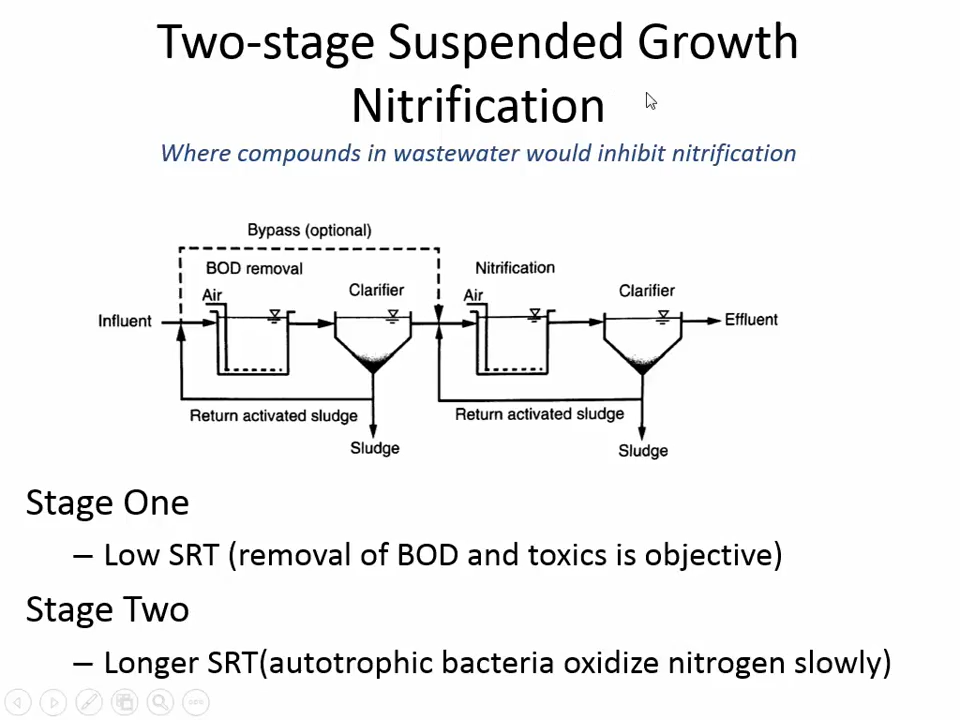 Two-stage Suspended Growth
Nitrification
Where compounds in wastewater would inhibit nitrification
Bypass (optional)
BOD removal
Nitrification
Air
Clarifier
Air
Clarifier
Influent
Effluent
Return activated sludge
Return activated sludge
Sludge
Sludge
Stage One
– Low SRT (removal of BOD and toxics is objective)
Stage Two
– Longer SRT(autotrophic bacteria oxidize nitrogen slowly)